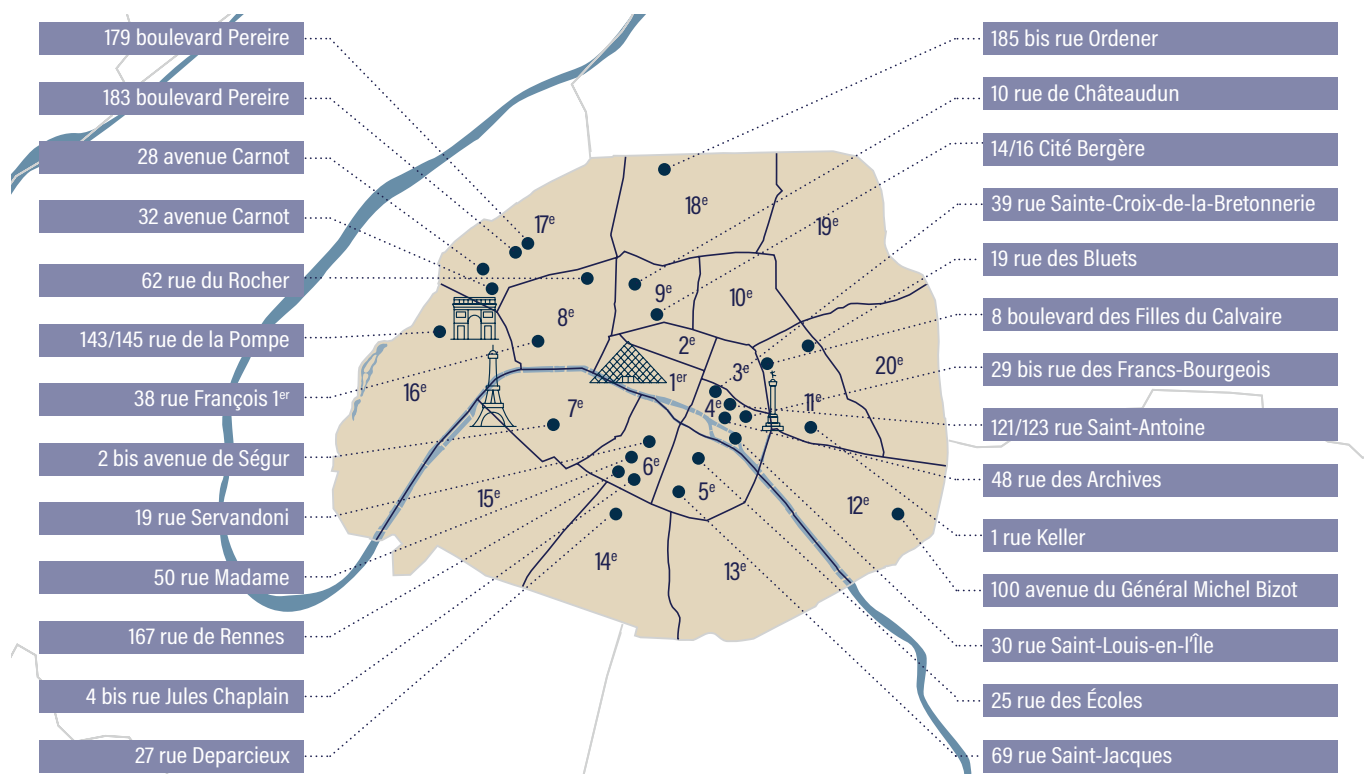 179 boulevard Pereire
183 boulevard Pereire
28 avenue Carnot
32 avenue Carnot
62 rue du Rocher
143/145 rue de la Pompe
38 rue François 1er
2 bis avenue de Ségur
19 rue Servandoni
50 rue Madame
167 rue de Rennes
4 bis rue Jules Chaplain
27 rue Deparcieux
17e
18e
19e
8e
9e
10e
2e
1er
3e
20e
16e
7e
4e
11e
6e
5e
15e
12e
14e
13e
185 bis rue Ordener
10 rue de Châteaudun
14/16 Cité Bergère
39 rue Sainte-Croix-de-la-Bretonnerie
19 rue des Bluets
8 boulevard des Filles du Calvaire
29 bis rue des Francs-Bourgeois
121/123 rue Saint-Antoine
48 rue des Archives
1 rue Keller
100 avenue du Général Michel Bizot
30 rue Saint-Louis-en-l'Île
25 rue des Écoles
69 rue Saint-Jacques